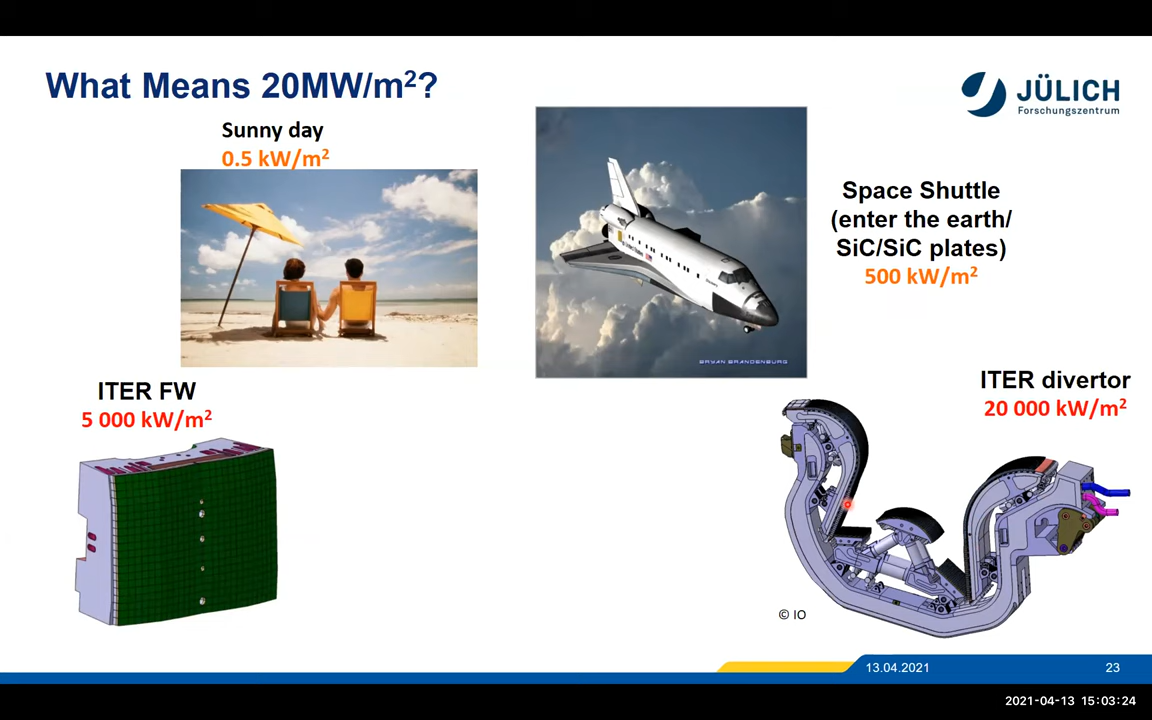 What Means 20MW/m²?
JÜLICH
Forschungszentrum
Sunny day
0.5 kW/m²
Space Shuttle
(enter the earth/
SiC/SiC plates)
500 kW/m²
BRYAN BRANDENBURG
ITER FW
5 000 kW/m²
ITER divertor
20 000 kW/m²
© IO
13.04.2021
23
2021-04-13 15:03:24